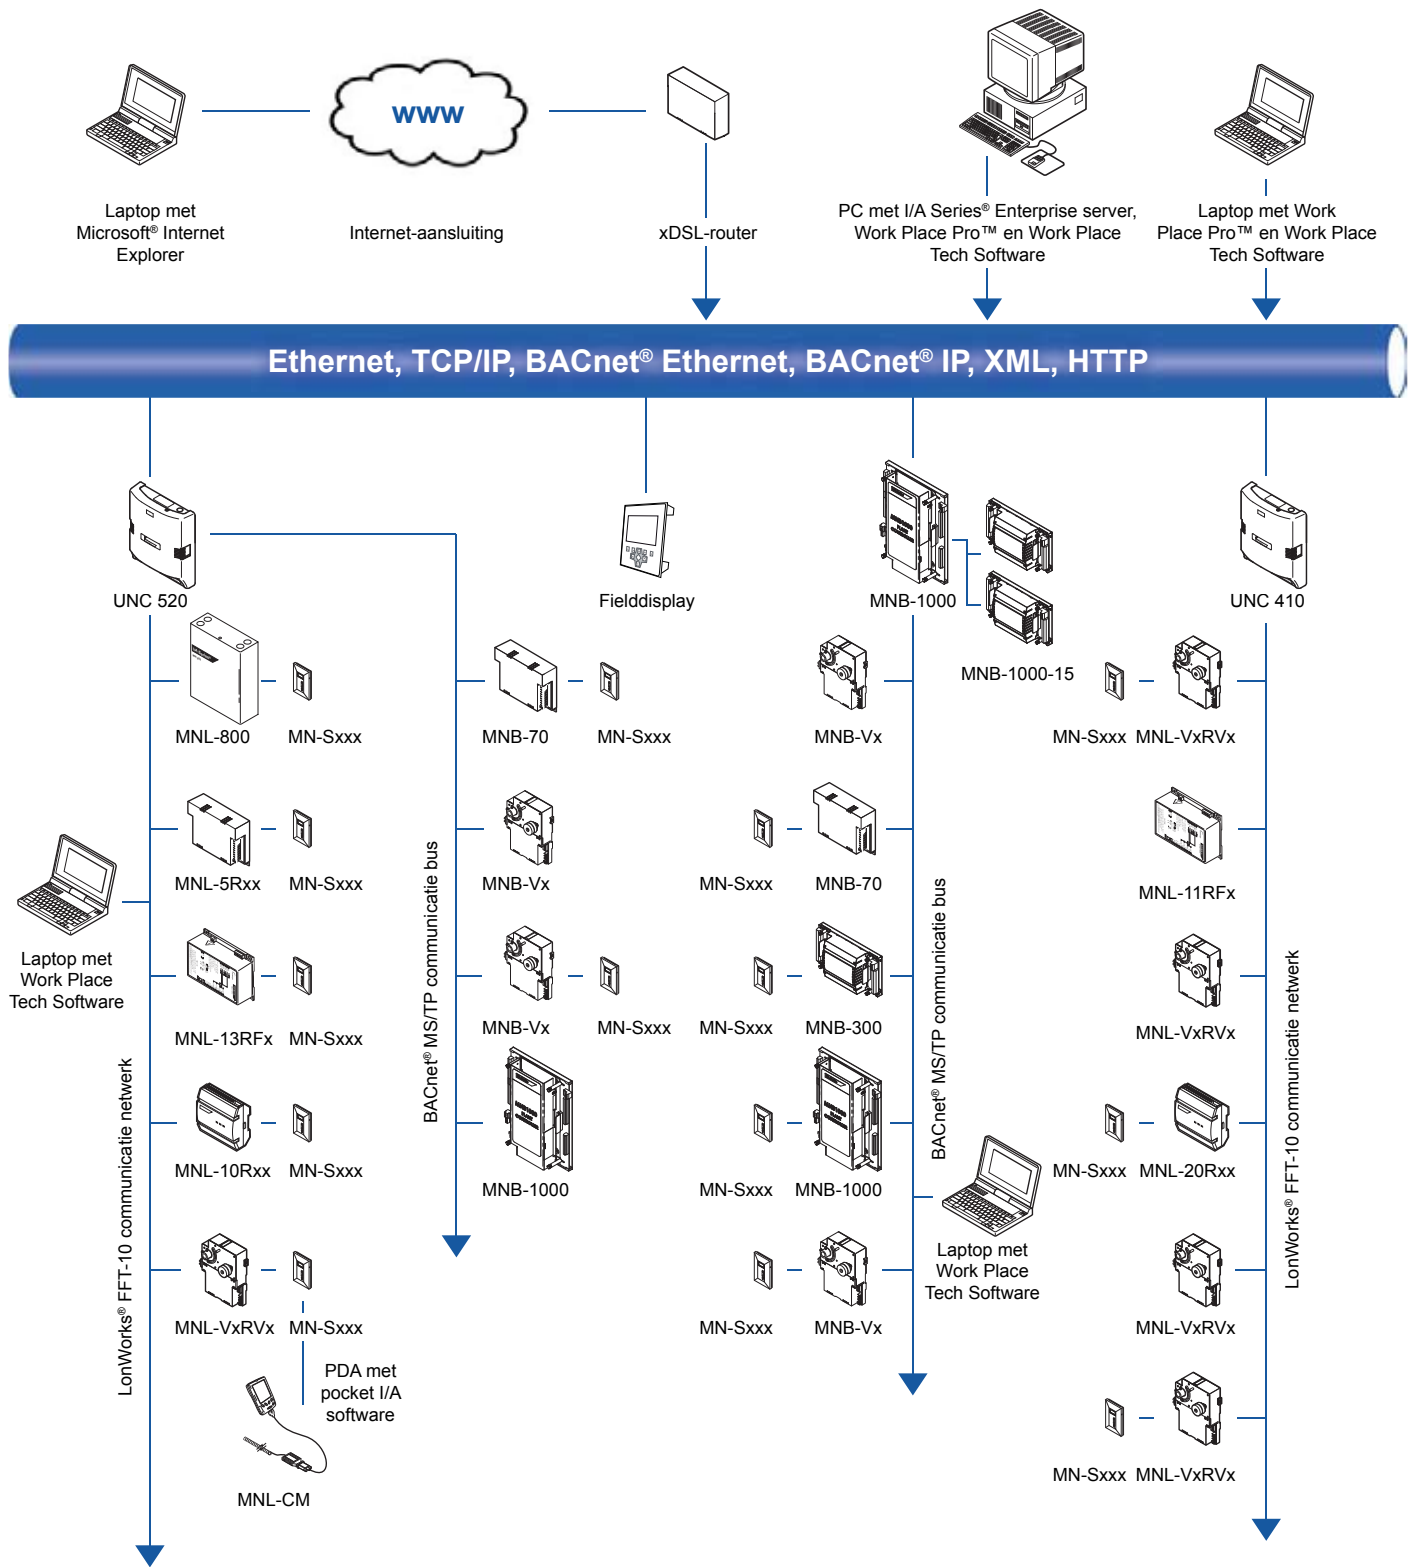 www
Laptop met
Microsoft® Internet
Explorer
Internet-aansluiting
xDSL-router
PC met I/A Series® Enterprise server,
Work Place Pro™ en Work Place
Tech Software
Laptop met Work
Place Pro™ en Work Place
Tech Software
Ethernet, TCP/IP, BACnet® Ethernet, BACnet® IP, XML, HTTP
UNC 520
Fielddisplay
MNB-1000
MNB-1000-15
UNC 410
MNL-800
MN-Sxxx
MNB-70
MN-Sxxx
MNB-Vx
MN-Sxxx
MNL-VxRVx
MNL-5Rxx
MN-Sxxx
MNB-Vx
MN-Sxxx
MNB-70
MNL-11RFx
Laptop met
Work Place
Tech Software
MNL-13RFx
MN-Sxxx
MNB-Vx
MN-Sxxx
MN-Sxxx
MNB-300
MNL-VxRVx
MNL-10Rxx
MN-Sxxx
MNB-1000
MN-Sxxx
MNB-1000
MN-Sxxx
MNL-20Rxx
Laptop met
Work Place
Tech Software
MNL-VxRVx
MN-Sxxx
MN-Sxxx
MNB-Vx
MNL-VxRVx
PDA met
pocket I/A
software
MNL-CM
MN-Sxxx
MNL-VxRVx
LonWorks® FFT-10 communicatie netwerk
BACnet® MS/TP communicatie bus
BACnet® MS/TP communicatie bus
LonWorks® FFT-10 communicatie netwerk